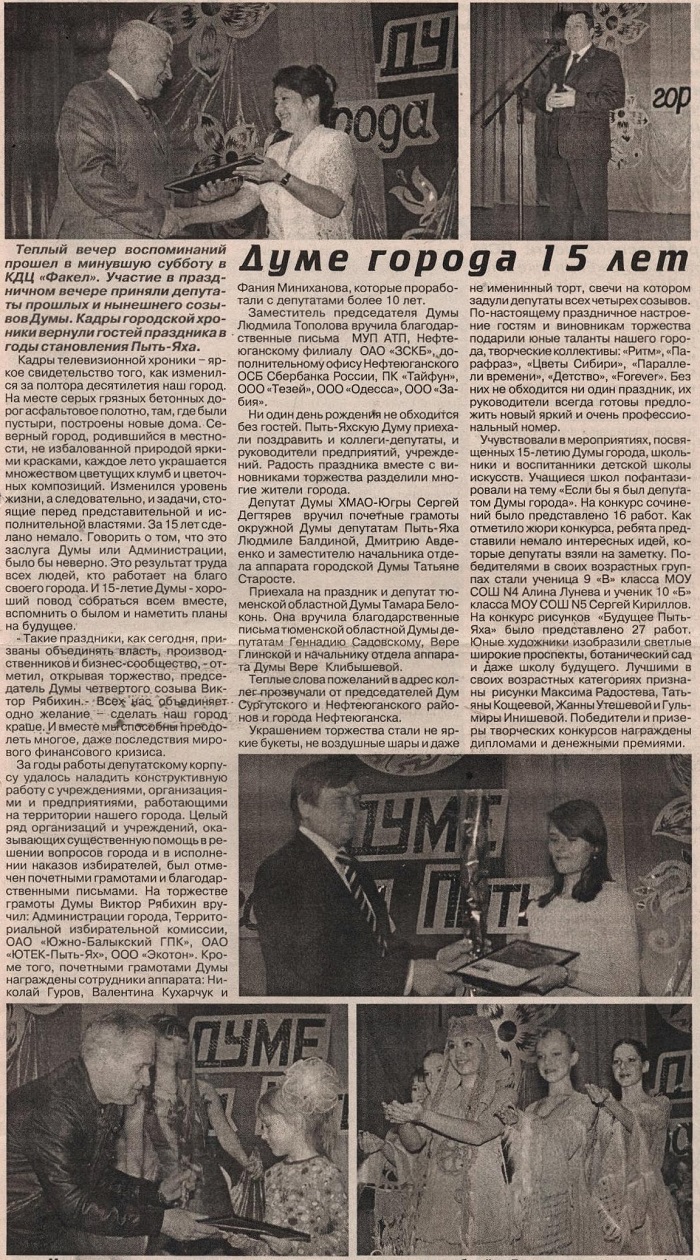 ДУ
рода
гор
Думе города 15 лет
Теплый вечер воспоминаний
прошел в минувшую субботу в
КДЦ «Факел». Участие в празд-
ничном вечере приняли депута-
ты прошлых и нынешнего созы-
вов Думы. Кадры городской хро-
ники вернули гостей праздника в
годы становления Пыть-Яха.
Кадры телевизионной хроники – яр-
кое свидетельство того, как изменил-
ся за полтора десятилетия наш город.
На месте серых грязных бетонных до-
рог асфальтовое полотно, там, где были
пустыри, построены новые дома. Се-
верный город, родившийся в местно-
сти, не избалованной природой ярки-
ми красками, каждое лето украшается
множеством цветущих клумб и цветоч-
ных композиций. Изменился уровень
жизни, а следовательно, и задачи, сто-
ящие перед представительной и ис-
полнительной властями. За 15 лет сде-
лано немало. Говорить о том, что это
заслуга Думы или Администрации,
было бы неверно. Это результат труда
всех людей, кто работает на благо
своего города. И 15-летие Думы - хоро-
ший повод собраться всем вместе,
вспомнить о былом и наметить планы
на будущее.
- Такие праздники, как сегодня, при-
званы объединять власть, производ-
ственников и бизнес-сообщество, - от-
метил, открывая торжество, предсе-
датель Думы четвертого созыва Вик-
тор Рябихин.- Всех нас объединяет
одно желание – сделать наш город
краше. И вместе мы способны преодо-
леть многое, даже последствия миро-
вого финансового кризиса.
За годы работы депутатскому корпу-
су удалось наладить конструктивную
работу с учреждениями, организация-
ми и предприятиями, работающими
на территории нашего города. Целый
ряд организаций и учреждений, ока-
зывающих существенную помощь в ре-
шении вопросов города и в исполне-
нии наказов избирателей, был отме-
чен почетными грамотами и благодар-
ственными письмами. На торжестве
грамоты Думы Виктор Рябихин вру-
чил: Администрации города, Террито-
риальной избирательной комиссии,
ОАО «Южно-Балыкский ГПК», ОАО
«ЮТЕК-Пыть-Ях», ООО «Экотон». Кро-
ме того, почетными грамотами Думы
награждены сотрудники аппарата: Ни-
колай Гуров, Валентина Кухарчук и
Фания Миниханова, которые прорабо-
тали с депутатами более 10 лет.
Заместитель председателя Думы
Людмила Тополова вручила благодар-
ственные письма МУП АТП, Нефте-
юганскому филиалу ОАО «ЗСКБ», до-
полнительному офису Нефтеюганского
ОСБ Сбербанка России, ПК «Тайфун»,
ООО «Тезей», ООО «Одесса», ООО «За-
бия».
Ни один день рождения не обходится
без гостей. Пыть-Яхскую Думу приеха-
ли поздравить и коллеги-депутаты, и
руководители предприятий, учрежде-
ний. Радость праздника вместе с ви-
новниками торжества разделили мно-
гие жители города.
Депутат Думы ХМАО-Югры Сергей
Дегтярев вручил почетные грамоты
окружной Думы депутатам Пыть-Яха
Людмиле Балдиной, Дмитрию Авде-
енко и заместителю начальника отде-
ла аппарата городской Думы Татьяне
Старосте.
Приехала на праздник и депутат тю-
менской областной Думы Тамара Бело-
конь. Она вручила благодарственные
письма тюменской областной Думы де-
путатам Геннадию Садовскому, Вере
Глинской и начальнику отдела аппара-
та Думы Вере Клибышевой.
Теплые слова пожеланий в адрес кол-
лег прозвучали от председателей Дум
Сургутского и Нефтеюганского райо-
нов и города Нефтеюганска.
Украшением торжества стали не яр-
кие букеты, не воздушные шары и даже
не именинный торт, свечи на котором
задули депутаты всех четырех созывов.
По-настоящему праздничное настрое-
ние гостям и виновникам торжества
подарили юные таланты нашего горо-
да, творческие коллективы: «Ритм», «Па-
рафраз», «Цветы Сибири», «Паралле-
ли времени», «Детство», «Forever». Без
них не обходится ни один праздник, их
руководители всегда готовы предло-
жить новый яркий и очень профессио-
нальный номер.
Учувствовали в мероприятиях, посвя-
щенных 15-летию Думы города, школь-
ники и воспитанники детской школы
искусств. Учащиеся школ пофантази-
ровали на тему «Если бы я был депута-
том Думы города». На конкурс сочине-
ний было представлено 16 работ. Как
отметило жюри конкурса, ребята пред-
ставили немало интересных идей, ко-
торые депутаты взяли на заметку. По-
бедителями в своих возрастных груп-
пах стали ученица 9 «В» класса МОУ
СОШ N4 Алина Лунева и ученик 10 «Б»
класса МОУ СОШ N5 Сергей Кириллов.
На конкурс рисунков «Будущее Пыть-
Яха» было представлено 27 работ.
Юные художники изобразили светлые
широкие проспекты, ботанический сад
и даже школу будущего. Лучшими в
своих возрастных категориях призна-
ны рисунки Максима Радостева, Тать-
яны Кощеевой, Жанны Утешевой и Гуль-
миры Инишевой. Победители и призе-
ры творческих конкурсов награждены
дипломами и денежными премиями.
ДУМЕ
Пыть
ДУМЕ